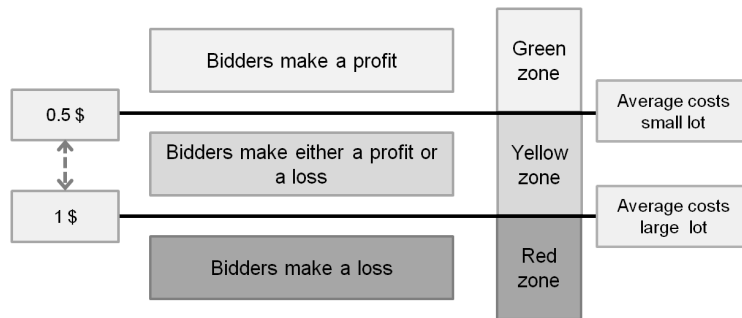 Bidders make a profit
Green
zone
0.5 $
Average costs
small lot
Bidders make either a profit or
a loss
Yellow
zone
1 $
Average costs
large lot
Bidders make a loss
Red
zone